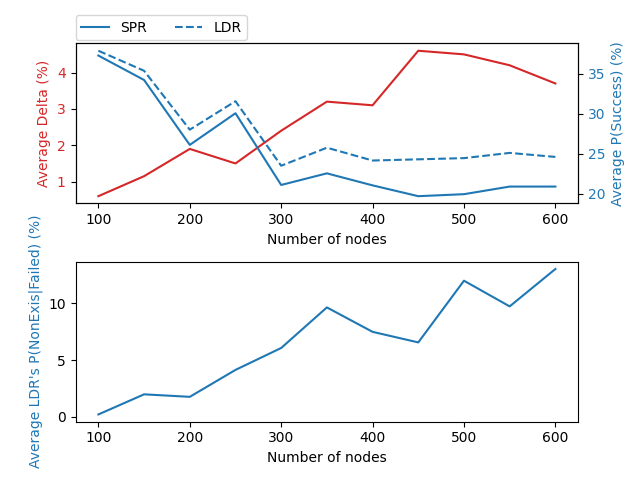 SPR LDR
Average Delta (%)
4
3
2
1
Average P(Success) (%)
35
30
25
20
100 200 300 400 500 600
Number of nodes
Average LDR's P(NonExis|Failed) (%)
10
5
0
100 200 300 400 500 600
Number of nodes